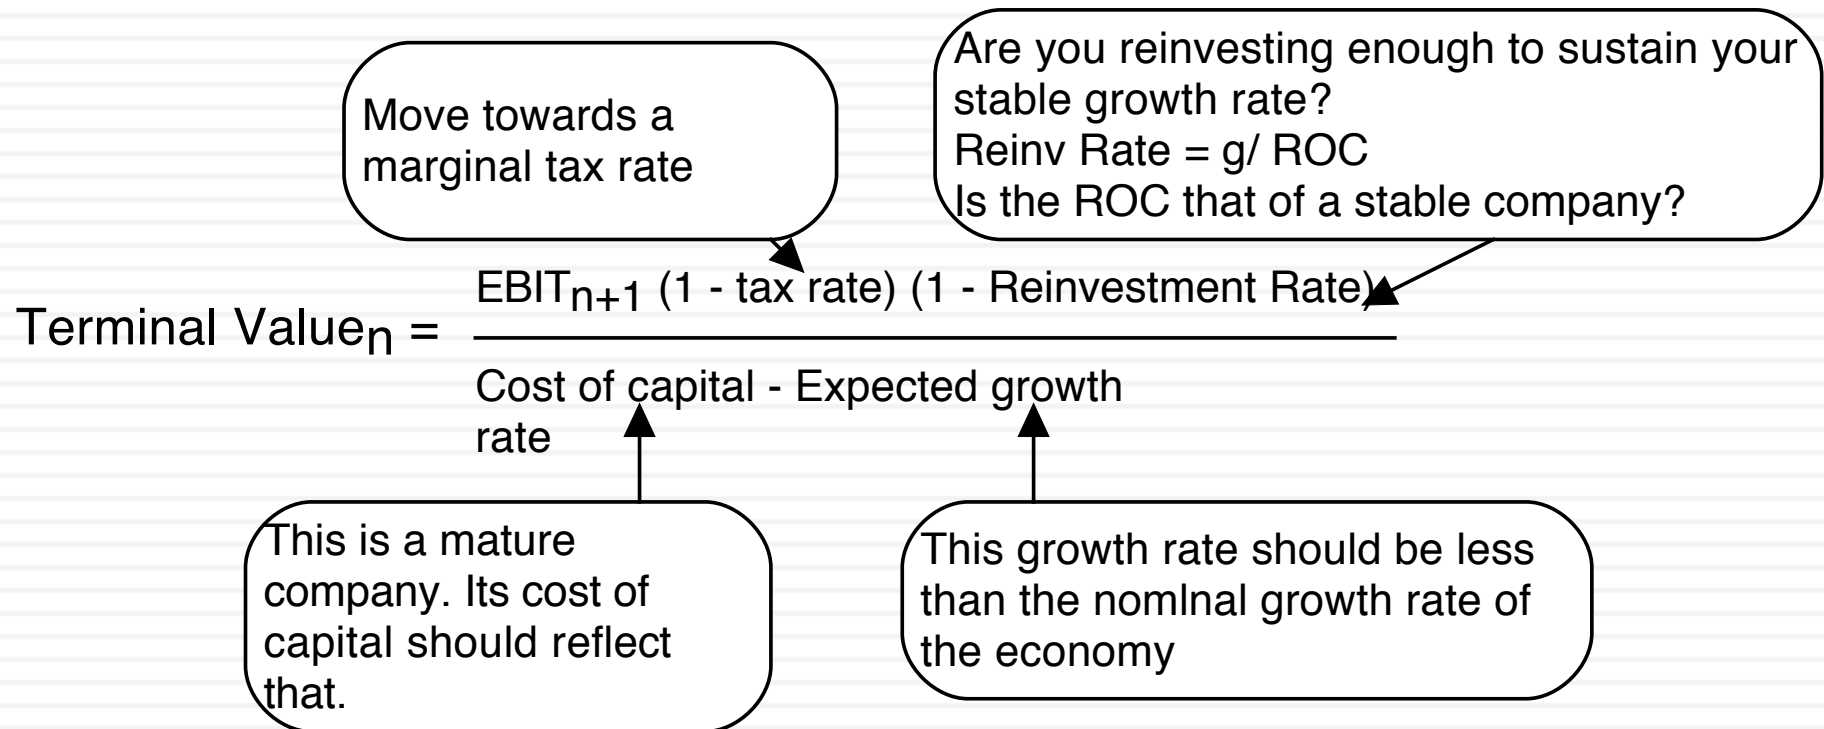 Are you reinvesting enough to sustain your
stable growth rate?
Reinv Rate = g/ ROC
Is the ROC that of a stable company?
Move towards a
marginal tax rate
EBITn+1 (1 - tax rate) (1 - Reinvestment Rate)
Terminal Valuen =
Cost of capital - Expected growth
rate
This is a mature
company. Its cost of
capital should reflect
that.
This growth rate should be less
than the nomlnal growth rate of
the economy